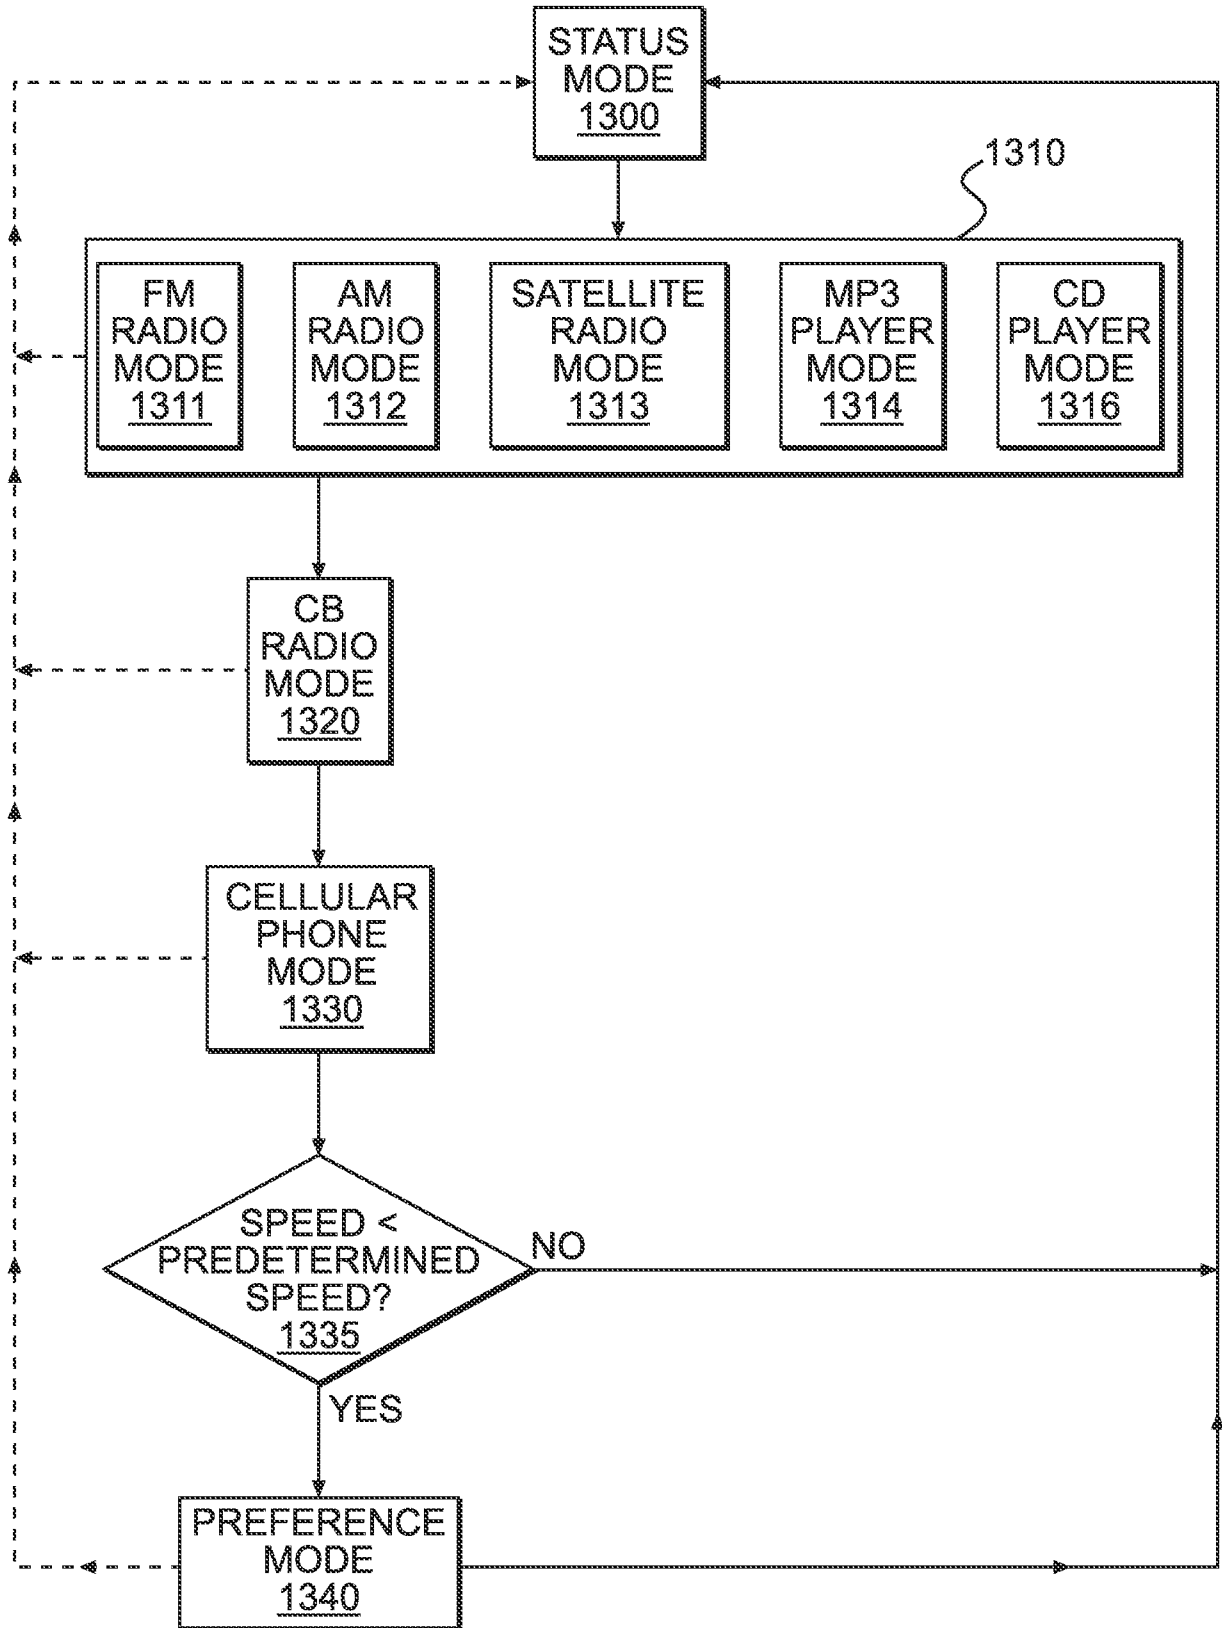 STATUS
MODE
1300
1310
FM
RADIO
MODE
1311
AM
RADIO
MODE
1312
SATELLITE
RADIO
MODE
1313
MP3
PLAYER
MODE
1314
CD
PLAYER
MODE
1316
CB
RADIO
MODE
1320
CELLULAR
PHONE
MODE
1330
SPEED <
PREDETERMINED
SPEED?
1335
NO
YES
PREFERENCE
MODE
1340